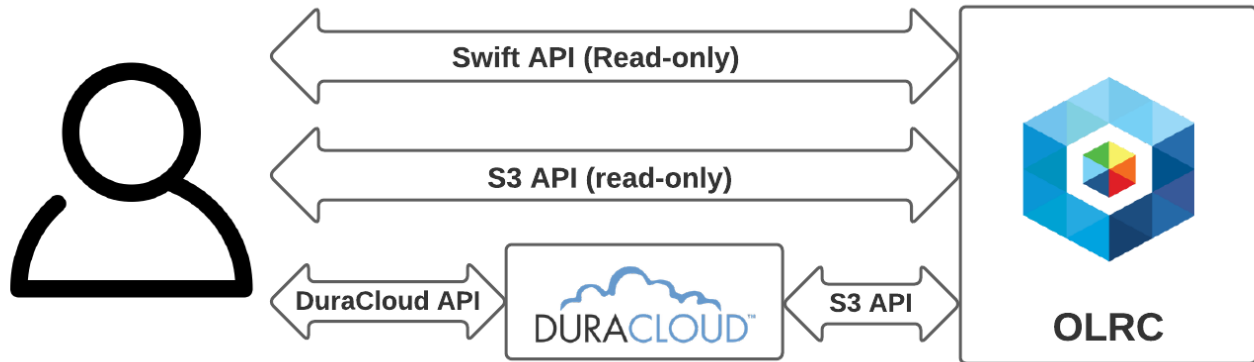 Swift API (Read-only)
S3 API (read-only)
DuraCloud API
DURACLOUD™
S3 API
OLRC